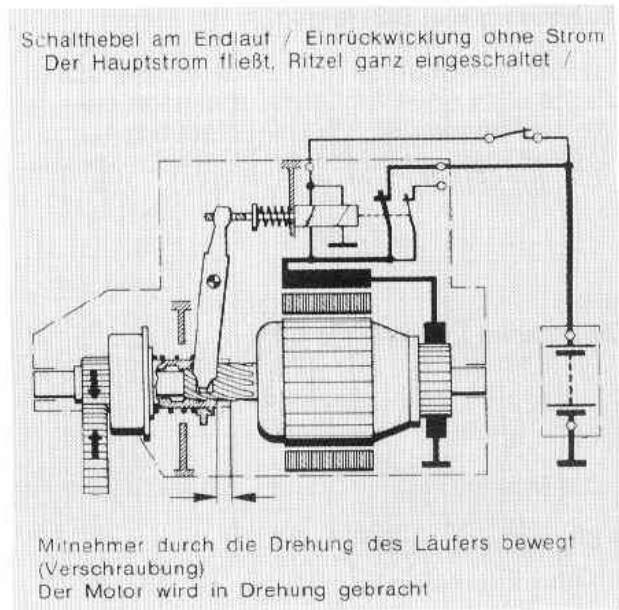 Schalthebel am Endlauf / Einrückwicklung ohne Strom
Der Hauptstrom fließt, Ritzel ganz eingeschaltet /
Mitnehmer durch die Drehung des Läufers bewegt
(Verschraubung)
Der Motor wird in Drehung gebracht